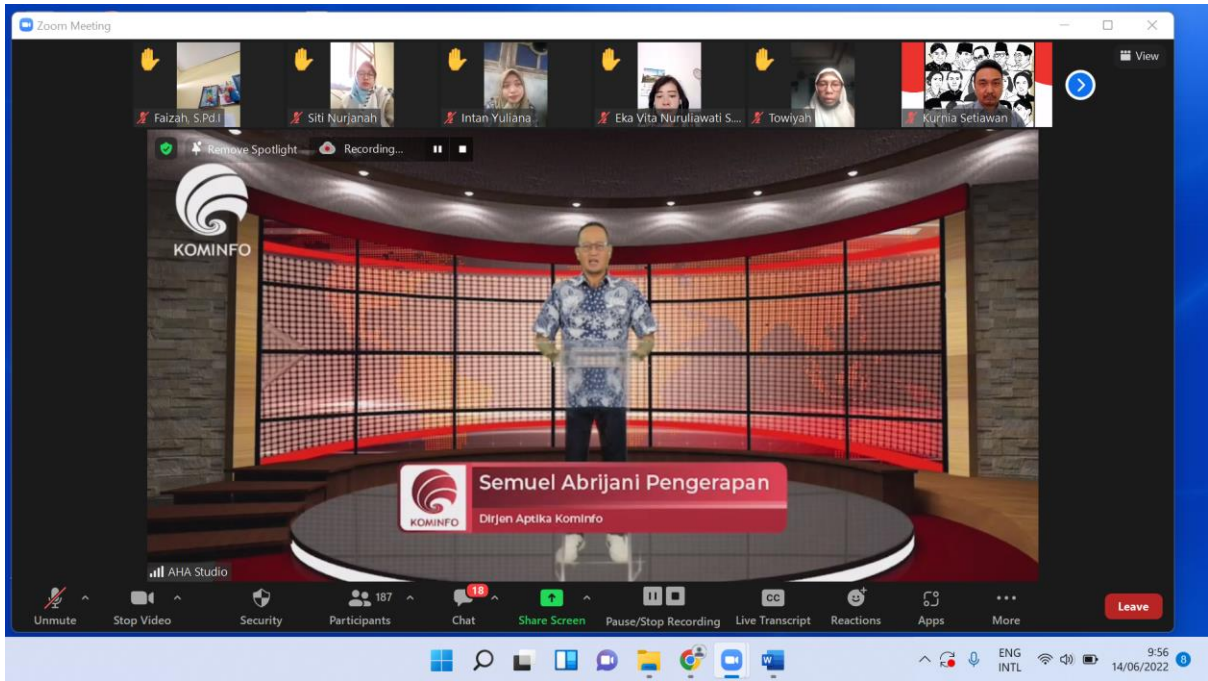 Zoom Meeting
View
Faizah, S.Pd.I
Siti Nurjanah
Intan Yuliana
Eka Vita Nuruliawati S....
Towiyah
Kurnia Setiawan
Remove Spotlight
Recording...
KOMINFO
Semuel Abrijani Pengerapan
KOMINFO
Dirjen Aptika Kominfo
AHA Studio
187
18
CC
Unmute
Stop Video
Security
Participants
Chat
Share Screen
Pause/Stop Recording
Live Transcript
Reactions
Apps
More
Leave
W
ENG
INTL
9:56
14/06/2022
8